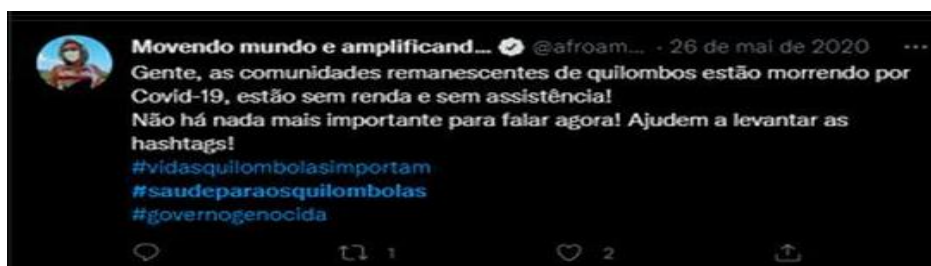 Movendo mundo e amplificand... @afroam... · 26 de mai de 2020 ...
Gente, as comunidades remanescentes de quilombos estão morrendo por
Covid-19, estão sem renda e sem assistência!
Não há nada mais importante para falar agora! Ajudem a levantar as
hashtags!
#vidasquilombolasimportam
#saudeparaosquilombolas
#governogenocida
1 2